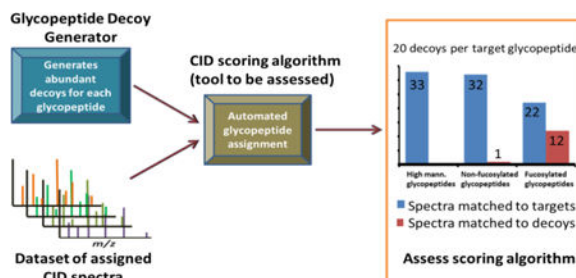 Glycopeptide Decoy
Generator
Generates
abundant
decoys for each
glycopeptide
CID scoring algorithm
(tool to be assessed)
Automated
glycopeptide
assignment
m/z
Dataset of assigned
CID spectra
20 decoys per target glycopeptide
33
32
1
22
12
High mann.
glycopeptides
Non-fucosylated
glycopeptides
Fucosylated
glycopeptides
Spectra matched to targets
Spectra matched to decoys
Assess scoring algorithm